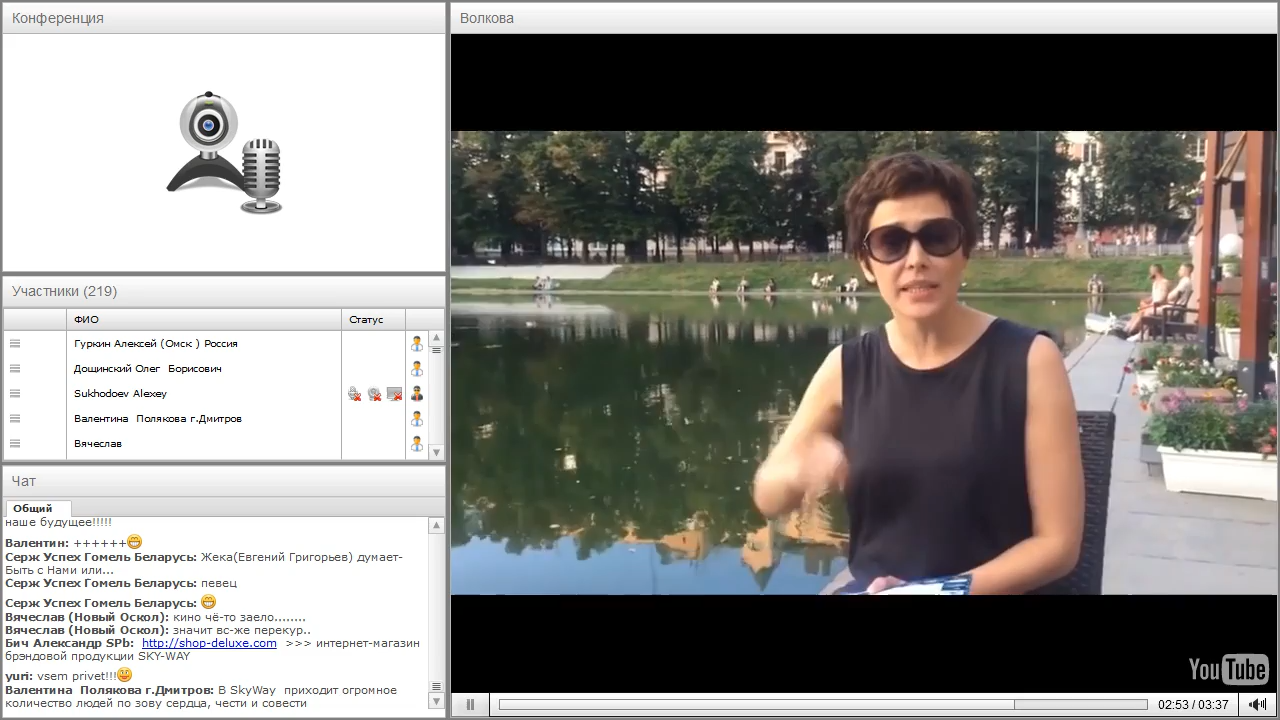 Конференция
Волкова
Участники (219)
ФИО Статус
Гуркин Алексей (Омск ) Россия
Дощинский Олег Борисович
Sukhodoev Alexey
Валентина Полякова г.Дмитров
Вячеслав
Чат
Общий
наше будущее!!!!!
Валентин: ++++++
Серж Успех Гомель Беларусь: Жека(Евгений Григорьев) думает-
Быть с Нами или...
Серж Успех Гомель Беларусь: певец
Серж Успех Гомель Беларусь:
Вячеслав (Новый Оскол): кино чё-то заело........
Вячеслав (Новый Оскол): значит вс-же перекур..
Бич Александр SPb: http://shop-deluxe.com >>> интернет-магазин
брэндовой продукции SKY-WAY
yuri: vsem privet!!!
Валентина Полякова г.Дмитров: В SkyWay приходит огромное
количество людей по зову сердца, чести и совести
YouTube
02:53 / 03:37